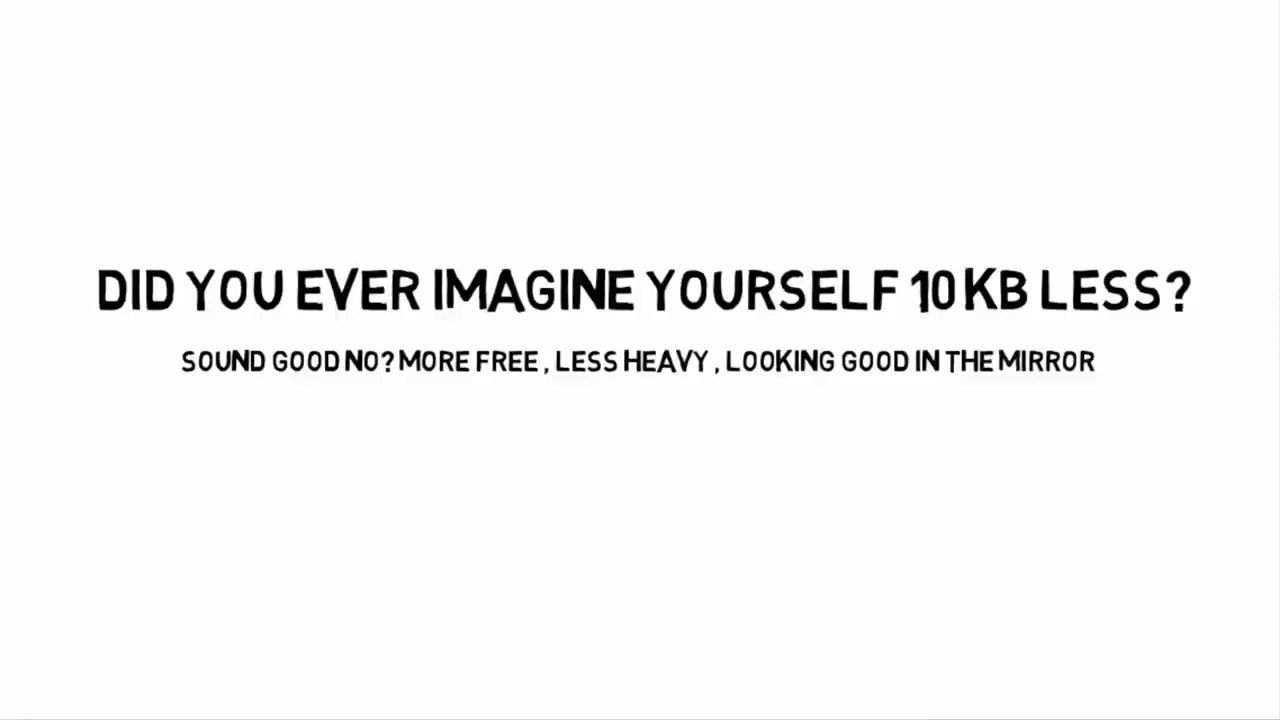 DID YOU EVER IMAGINE YOURSELF 10 KB LESS?
SOUND GOOD NO? MORE FREE, LESS HEAVY, LOOKING GOOD IN THE MIRROR